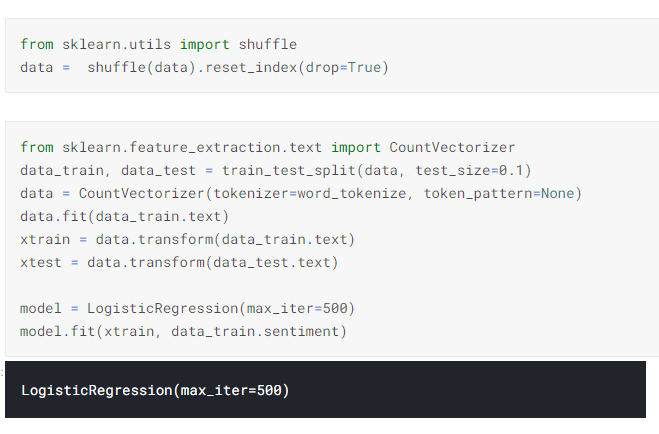 from sklearn.utils import shuffle
data =  shuffle(data).reset_index(drop=True)
from sklearn.feature_extraction.text import CountVectorizer
data_train, data_test = train_test_split(data, test_size=0.1)
data = CountVectorizer(tokenizer=word_tokenize, token_pattern=None)
data.fit(data_train.text)
xtrain = data.transform(data_train.text)
xtest = data.transform(data_test.text)
model = LogisticRegression(max_iter=500)
model.fit(xtrain, data_train.sentiment)
LogisticRegression(max_iter=500)